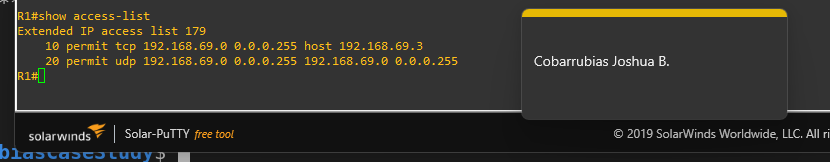 R1#show access-list
Extended IP access list 179
10 permit tcp 192.168.69.0 0.0.0.255 host 192.168.69.3
20 permit udp 192.168.69.0 0.0.0.255 192.168.69.0 0.0.0.255
R1#
Cobarrubias Joshua B.
solarwinds Solar-PuTTY free tool
© 2019 SolarWinds Worldwide, LLC. All ri
biasCaseStudy$